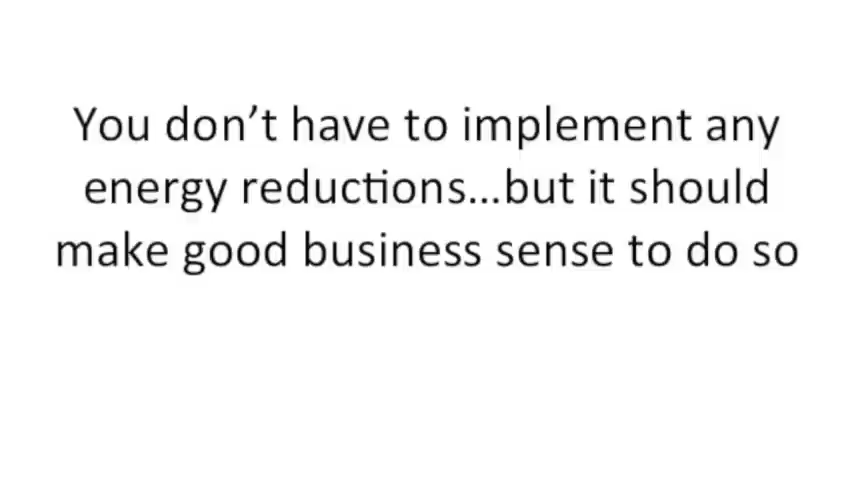 You don’t have to implement any
energy reductions...but it should
make good business sense to do so